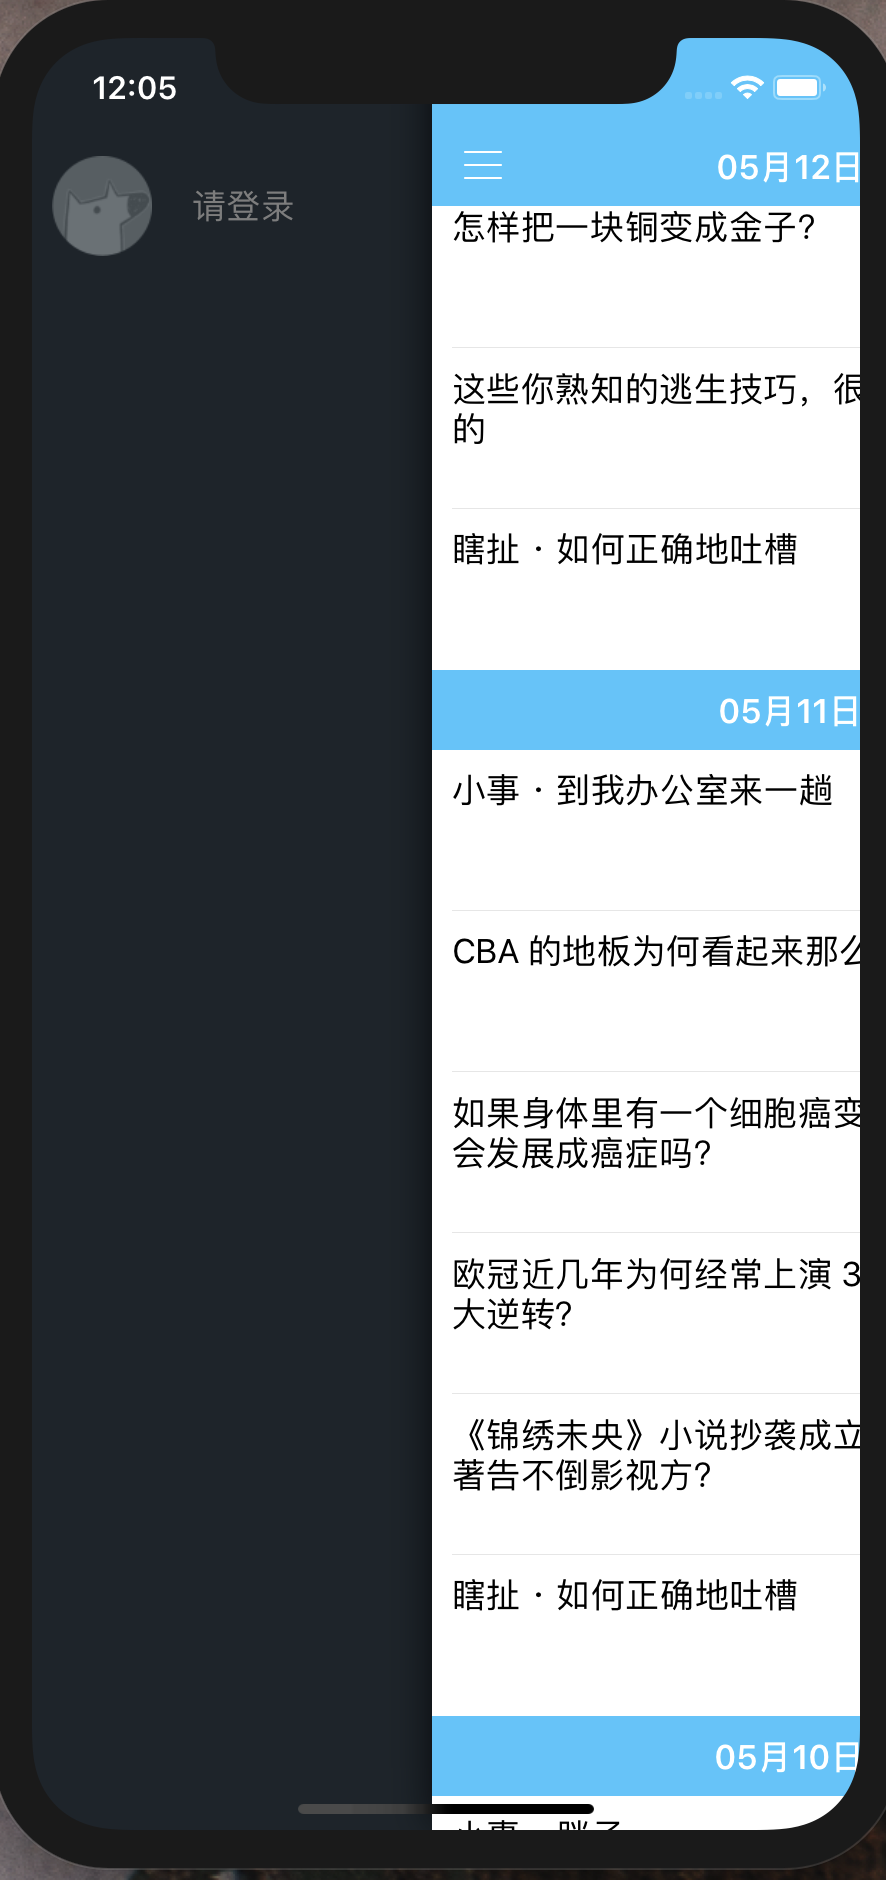 12:05
请登录
05月12日
怎样把一块铜变成金子?
这些你熟知的逃生技巧，很
的
瞎扯 · 如何正确地吐槽
05月11日
小事 · 到我办公室来一趟
CBA 的地板为何看起来那么
如果身体里有一个细胞癌变
会发展成癌症吗?
欧冠近几年为何经常上演 3
大逆转?
《锦绣未央》小说抄袭成立
著告不倒影视方?
瞎扯 · 如何正确地吐槽
05月10日
小事 · 胖子